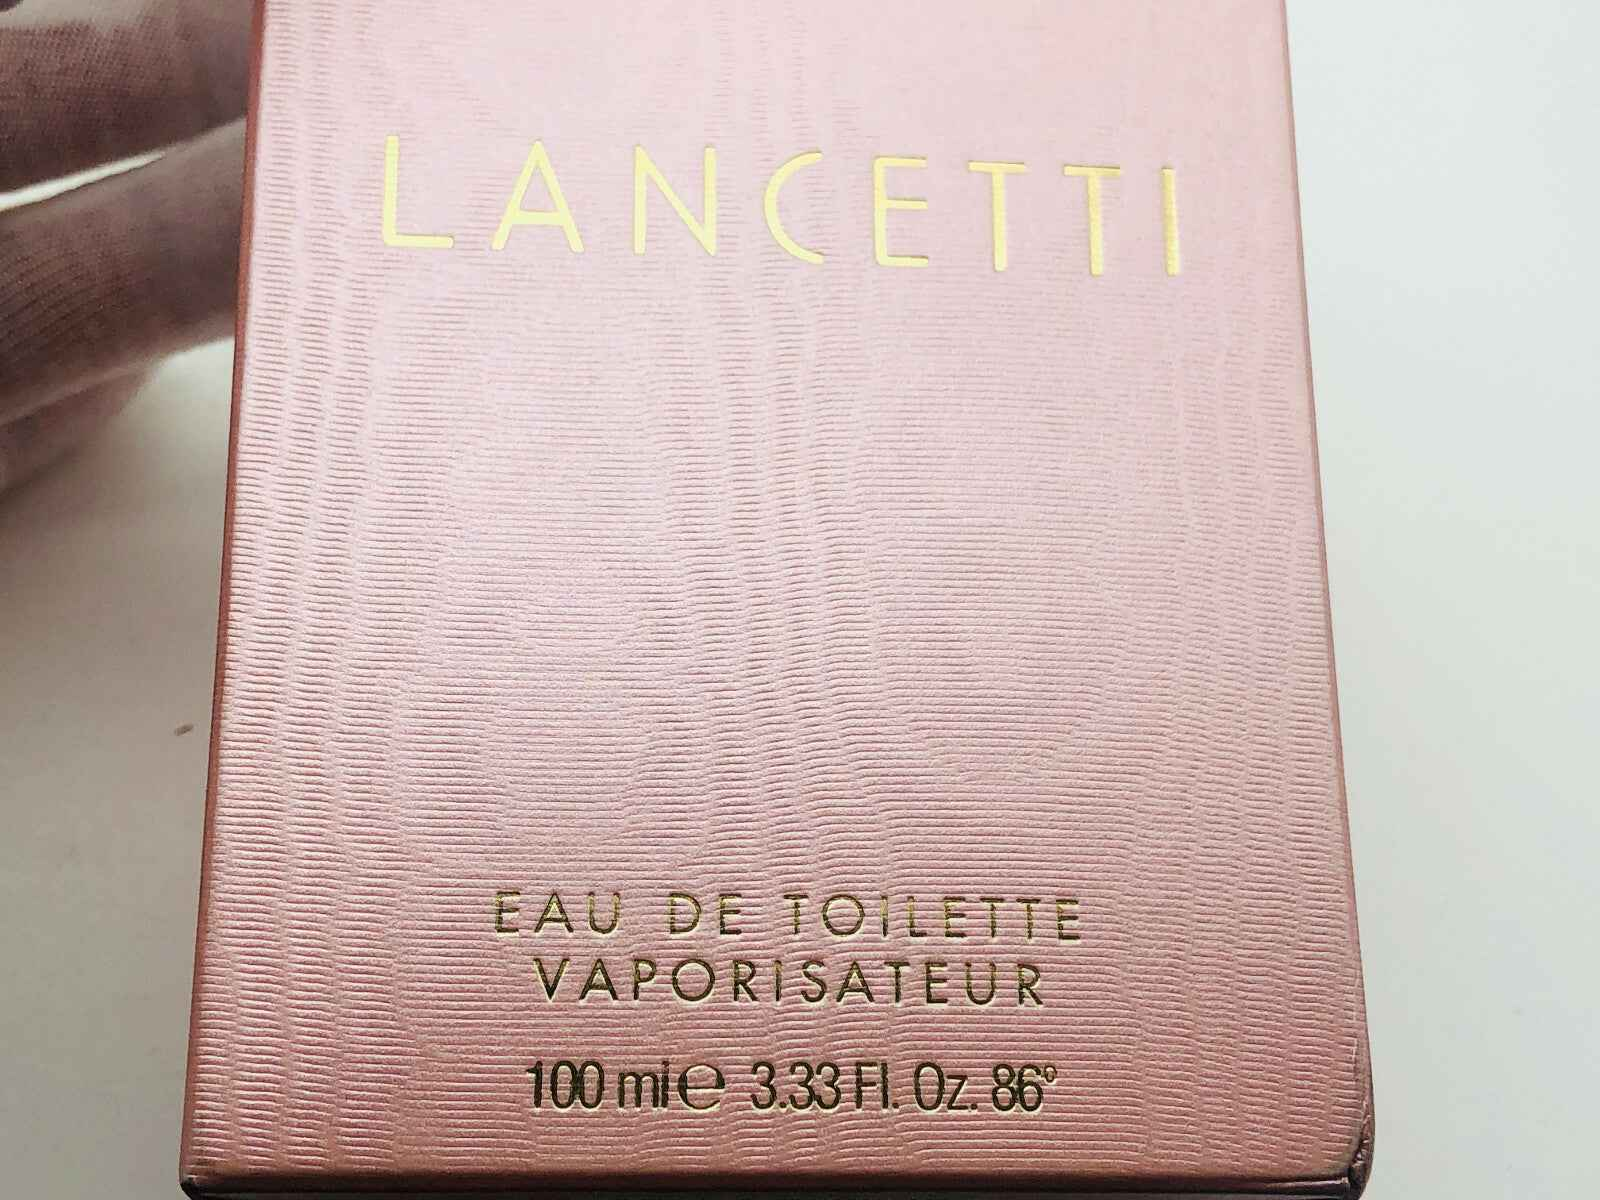 LANCETTI
EAU DE TOILETTE
VAPORISATEUR
100 ml ℮ 3.33 Fl. Oz. 86°